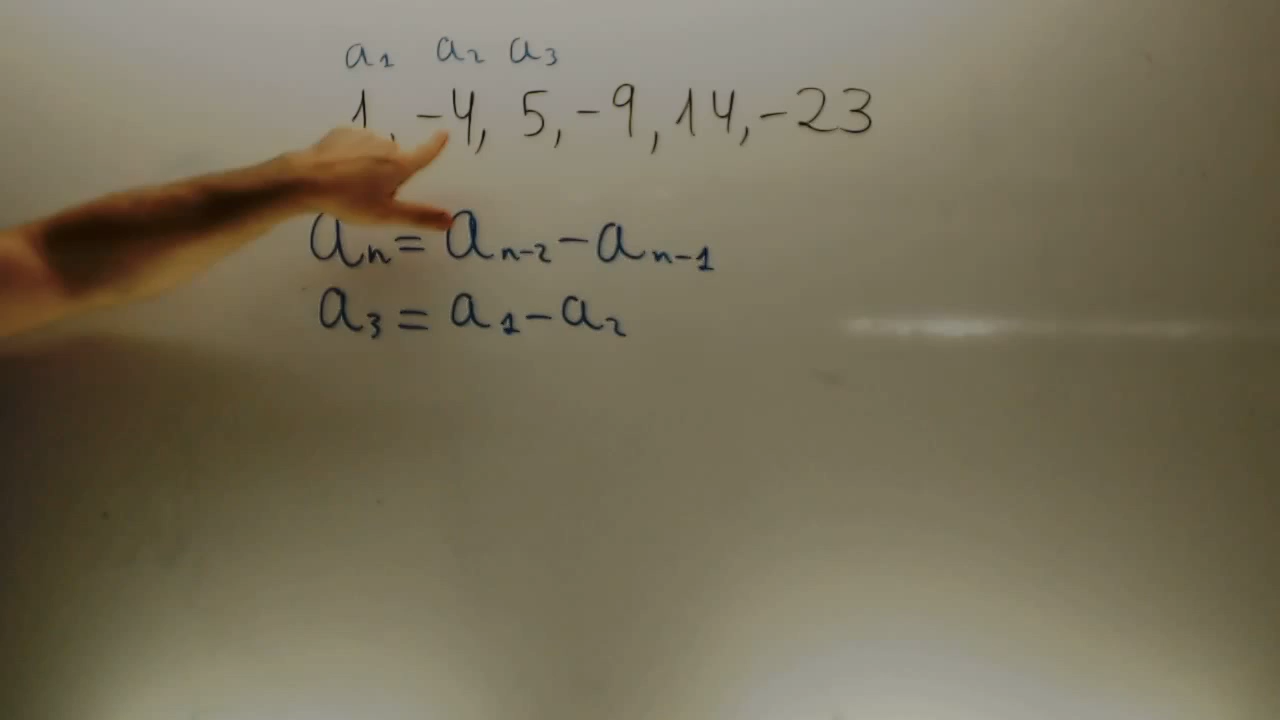 a₁ a₂ a₃
1, -4, 5, -9, 14, -23
aₙ = aₙ₋₂ - aₙ₋₁
a₃ = a₁ - a₂